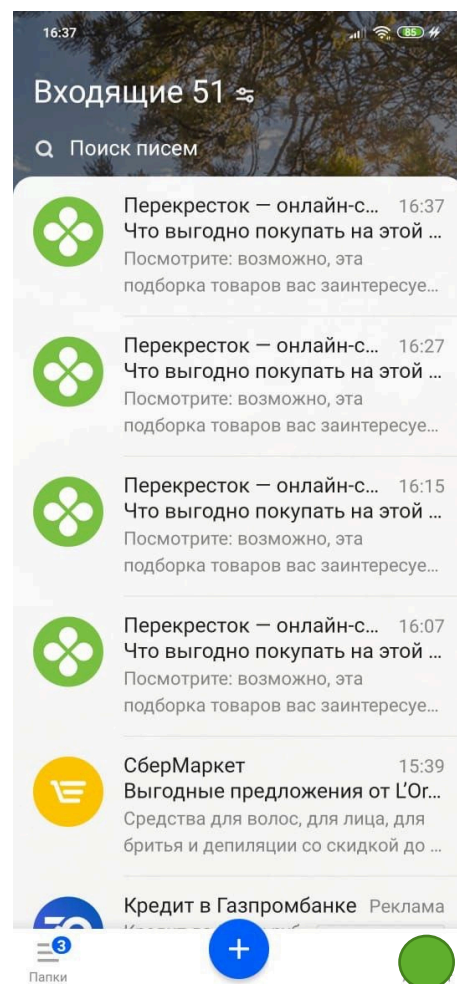 16:37
85
Входящие 51
Поиск писем
Перекресток — онлайн-с... 16:37
Что выгодно покупать на этой ...
Посмотрите: возможно, эта
подборка товаров вас заинтересуе...
Перекресток — онлайн-с... 16:27
Что выгодно покупать на этой ...
Посмотрите: возможно, эта
подборка товаров вас заинтересуе...
Перекресток — онлайн-с... 16:15
Что выгодно покупать на этой ...
Посмотрите: возможно, эта
подборка товаров вас заинтересуе...
Перекресток — онлайн-с... 16:07
Что выгодно покупать на этой ...
Посмотрите: возможно, эта
подборка товаров вас заинтересуе...
СберМаркет 15:39
Выгодные предложения от L'Or...
Средства для волос, для лица, для
бритья и депиляции со скидкой до ...
Кредит в Газпромбанке Реклама
3
Папки